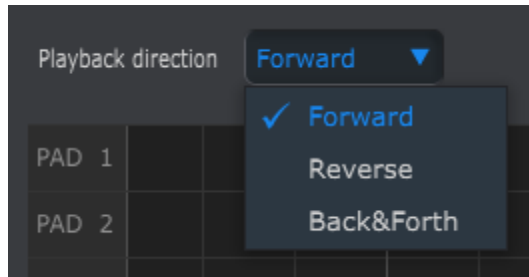 Playback direction Forward
Forward
PAD 1
Reverse
PAD 2
Back&Forth